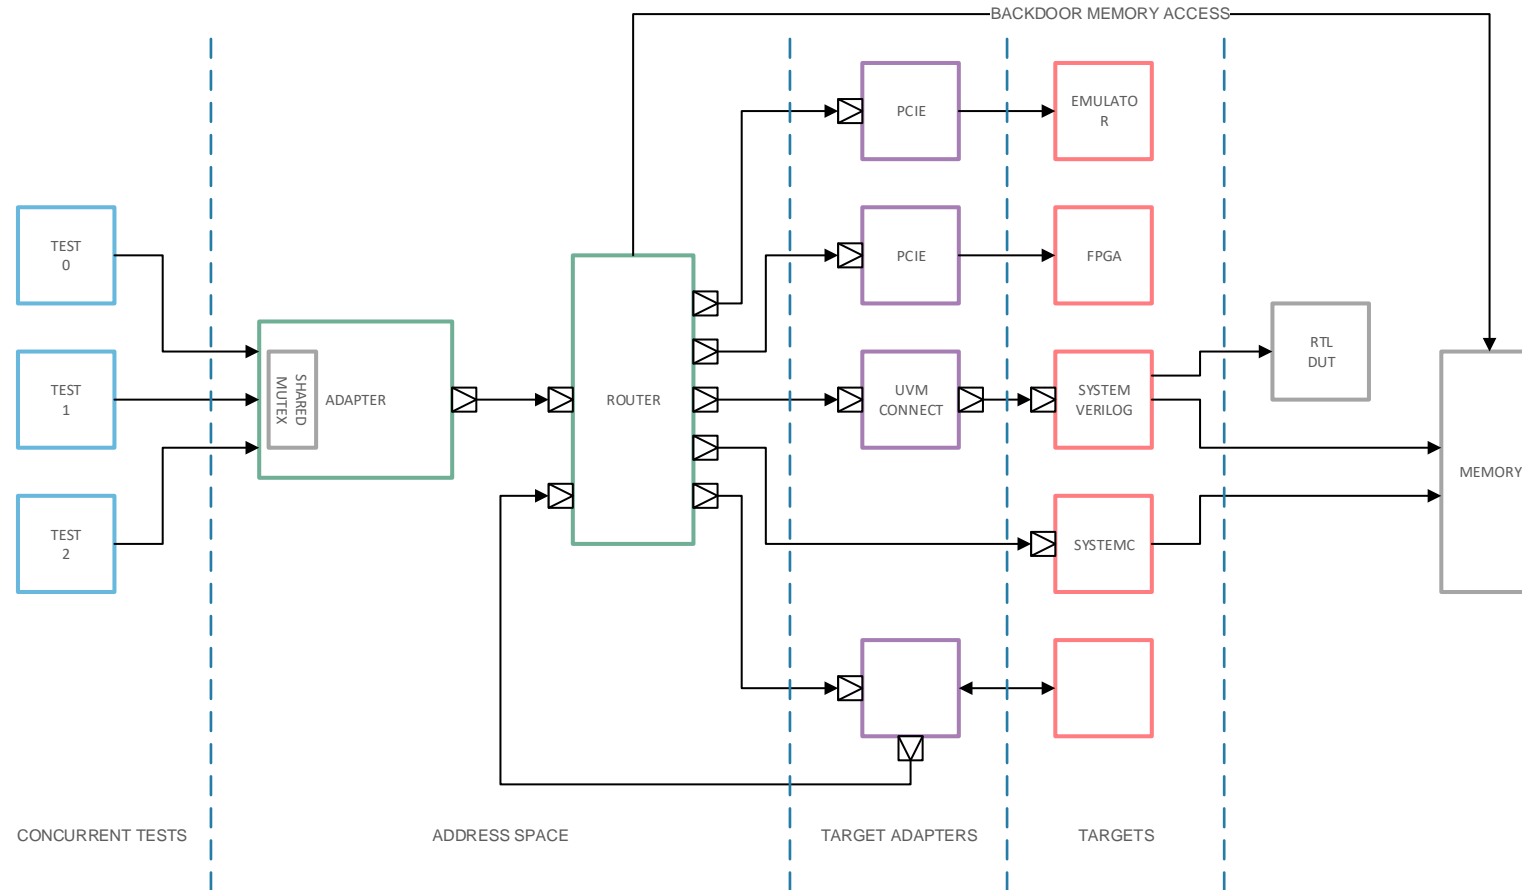 BACKDOOR MEMORY ACCESS
PCIE
EMULATO
R
TEST
0
PCIE
FPGA
TEST
1
SHARED
MUTEX
ADAPTER
ROUTER
UVM
CONNECT
SYSTEM
VERILOG
RTL
DUT
MEMORY
TEST
2
SYSTEMC
CONCURRENT TESTS
ADDRESS SPACE
TARGET ADAPTERS
TARGETS